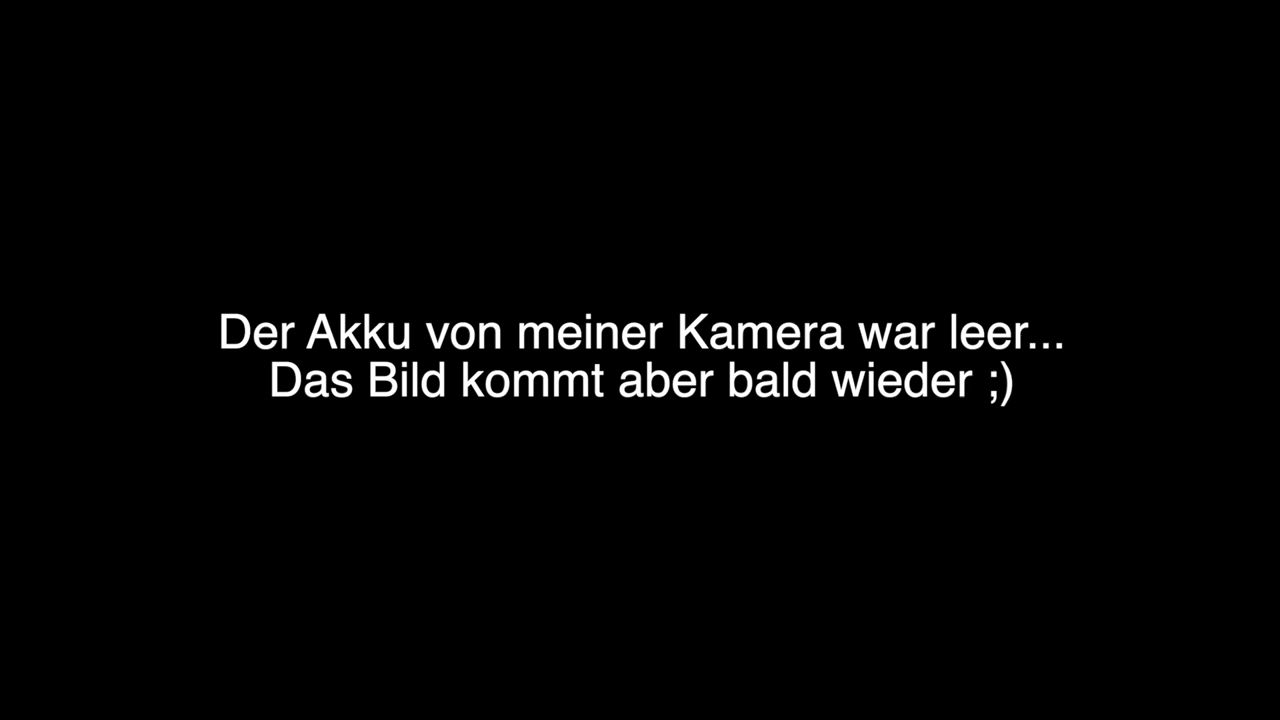 Der Akku von meiner Kamera war leer...
Das Bild kommt aber bald wieder ;)